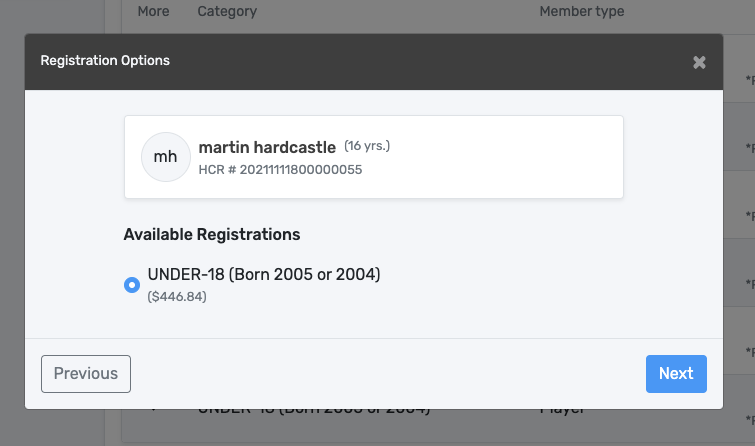 More Category Member type
Registration Options
mh
martin hardcastle (16 yrs.)
HCR # 20211111800000055
Available Registrations
UNDER-18 (Born 2005 or 2004)
($446.84)
Previous
Next
UNDER-18 (Born 2005 or 2004) Player